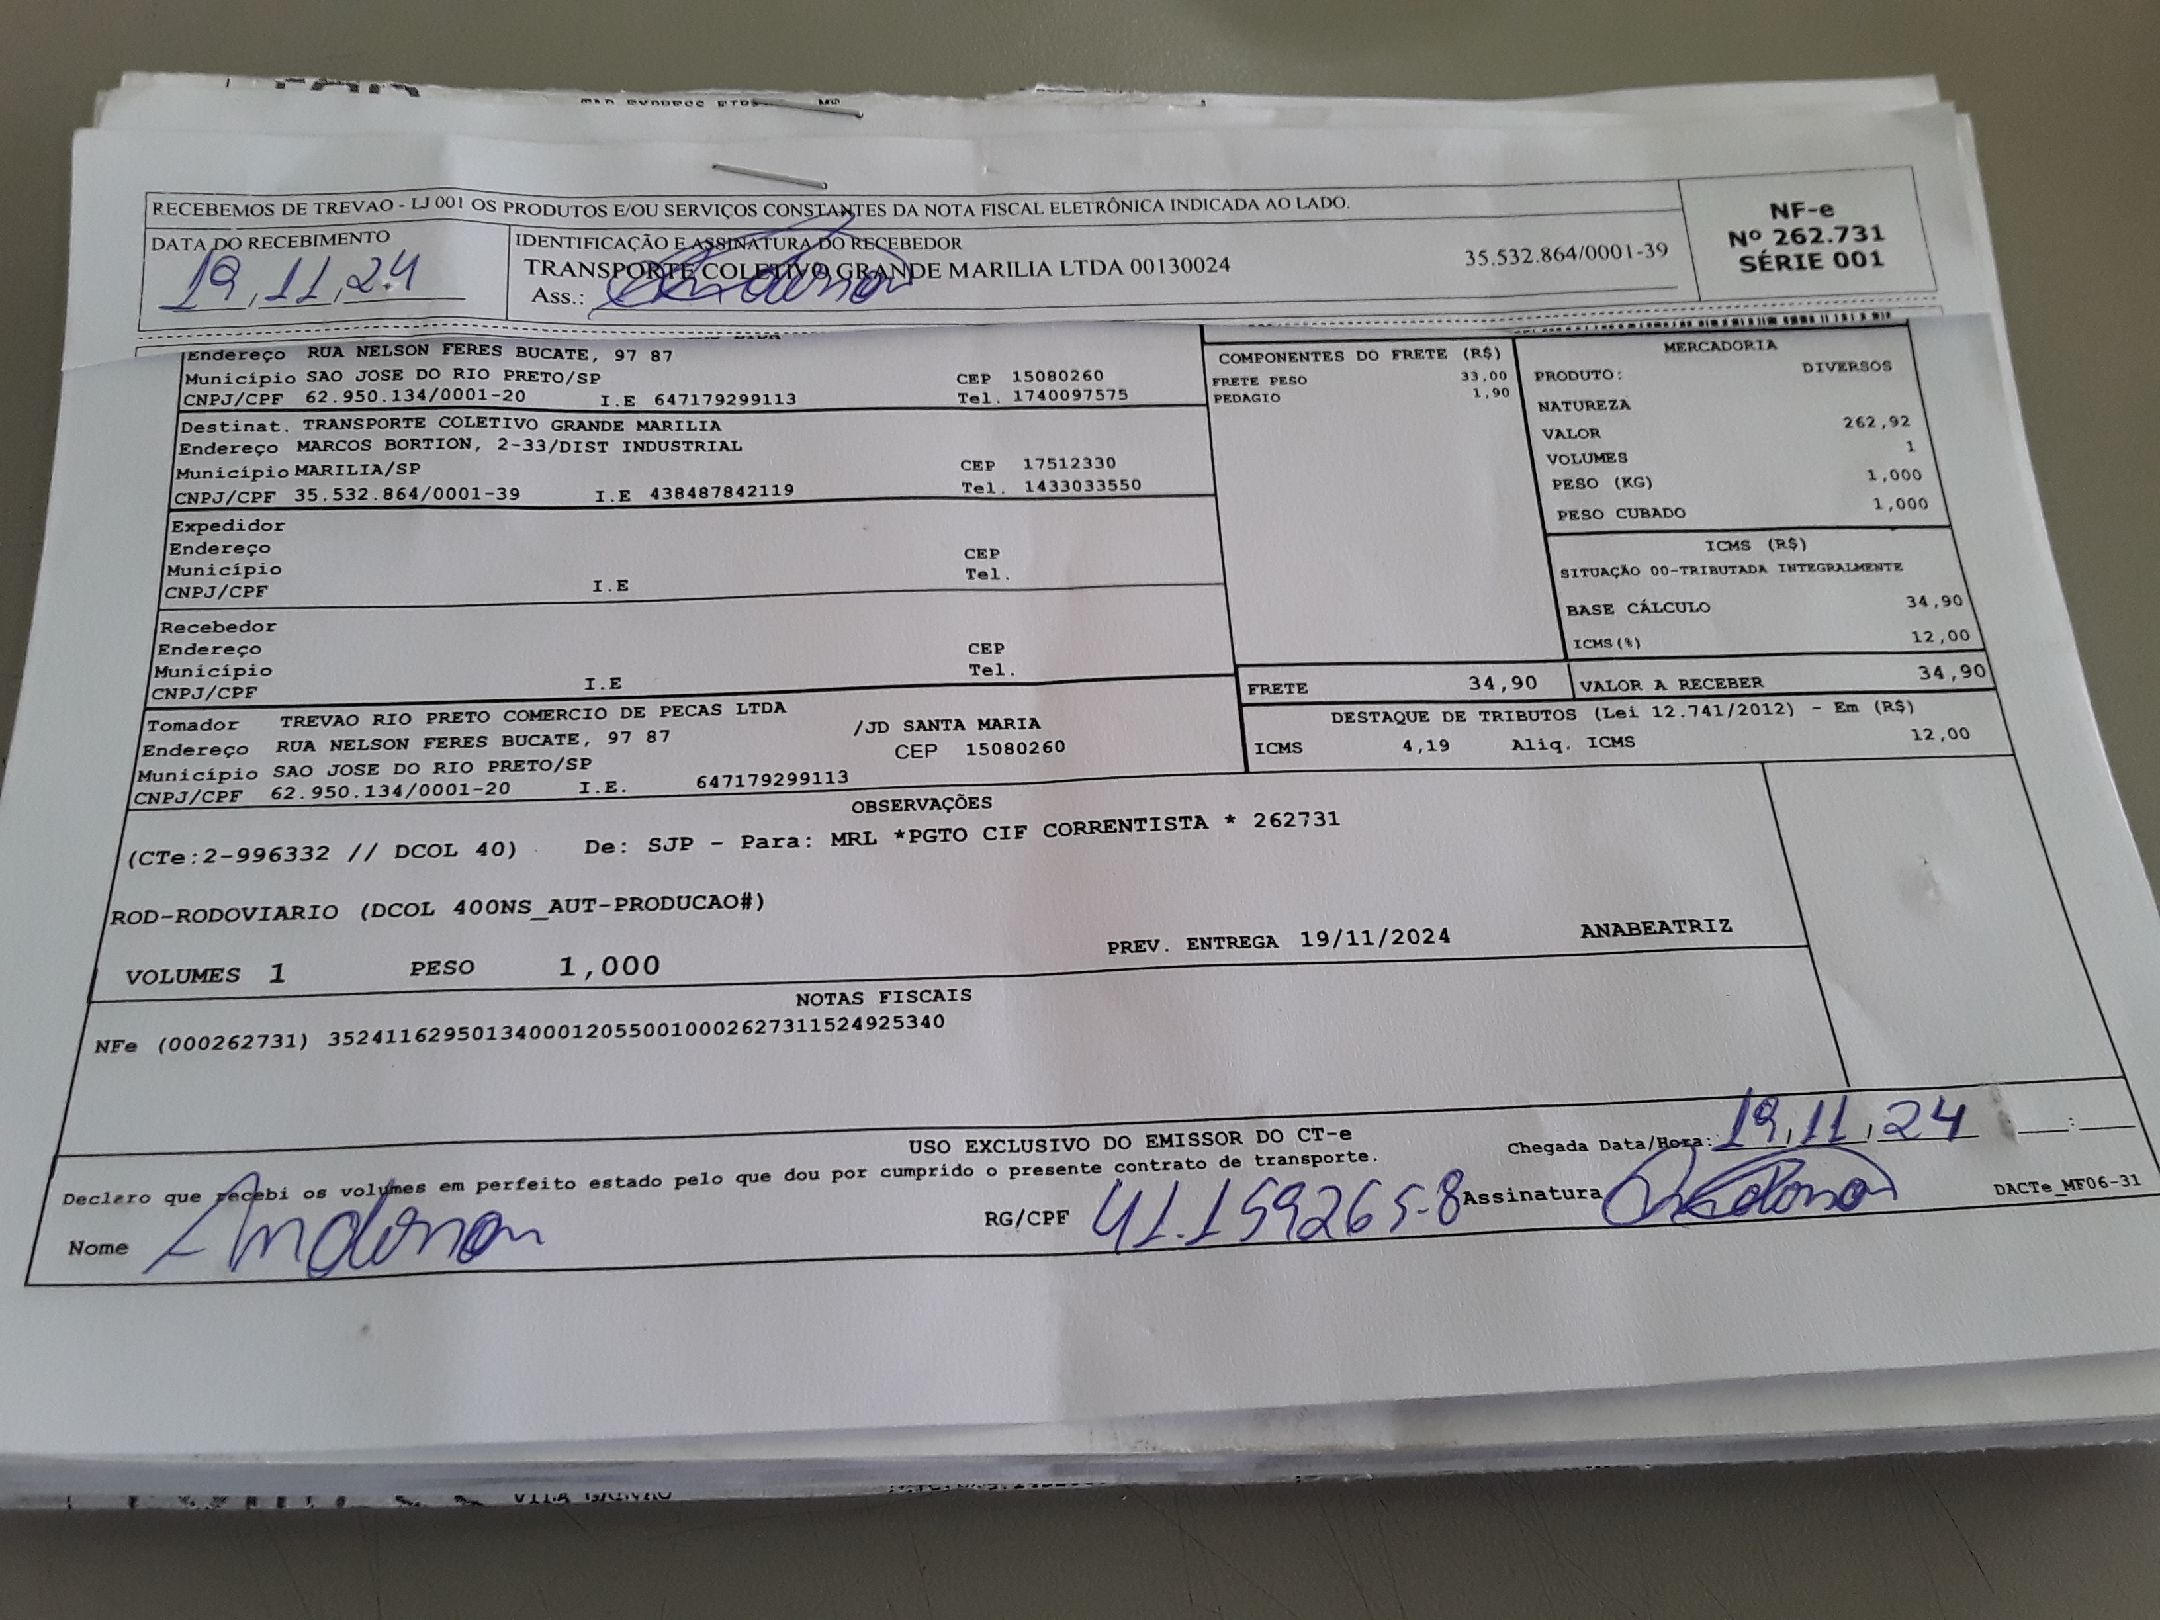 RECEBEMOS DE TREVAO - LJ 001 OS PRODUTOS E/OU SERVIÇOS CONSTANTES DA NOTA FISCAL ELETRÔNICA INDICADA AO LADO.
NF-e
Nº 262.731
SÉRIE 001
DATA DO RECEBIMENTO
19,11,24
IDENTIFICAÇÃO E ASSINATURA DO RECEBEDOR
TRANSPORTE COLETIVO GRANDE MARILIA LTDA 00130024 35.532.864/0001-39
Ass.: Anderson
Endereço RUA NELSON FERES BUCATE, 97 87
Município SAO JOSE DO RIO PRETO/SP CEP 15080260
CNPJ/CPF 62.950.134/0001-20 I.E 647179299113 Tel. 1740097575
Destinat. TRANSPORTE COLETIVO GRANDE MARILIA
Endereço MARCOS BORTION, 2-33/DIST INDUSTRIAL
Município MARILIA/SP CEP 17512330
CNPJ/CPF 35.532.864/0001-39 I.E 438487842119 Tel. 1433033550
Expedidor
Endereço CEP
Município Tel.
CNPJ/CPF I.E
Recebedor
Endereço CEP
Município Tel.
CNPJ/CPF I.E
Tomador TREVAO RIO PRETO COMERCIO DE PECAS LTDA
Endereço RUA NELSON FERES BUCATE, 97 87 /JD SANTA MARIA
Município SAO JOSE DO RIO PRETO/SP CEP 15080260
CNPJ/CPF 62.950.134/0001-20 I.E. 647179299113
COMPONENTES DO FRETE (R$)
FRETE PESO 33,00
PEDAGIO 1,90
MERCADORIA
PRODUTO: DIVERSOS
NATUREZA
VALOR 262,92
VOLUMES 1
PESO (KG) 1,000
PESO CUBADO 1,000
ICMS (R$)
SITUAÇÃO 00-TRIBUTADA INTEGRALMENTE
BASE CÁLCULO 34,90
ICMS(%) 12,00
FRETE 34,90 VALOR A RECEBER 34,90
DESTAQUE DE TRIBUTOS (Lei 12.741/2012) - Em (R$)
ICMS 4,19 Aliq. ICMS 12,00
OBSERVAÇÕES
(CTe:2-996332 // DCOL 40) De: SJP - Para: MRL *PGTO CIF CORRENTISTA * 262731
ROD-RODOVIARIO (DCOL 400NS_AUT-PRODUCAO#)
VOLUMES 1 PESO 1,000 PREV. ENTREGA 19/11/2024 ANABEATRIZ
NOTAS FISCAIS
NFe (000262731) 35241162950134000120550010002627311524925340
USO EXCLUSIVO DO EMISSOR DO CT-e
Chegada Data/Hora: 19,11,24 :
Declaro que recebi os volumes em perfeito estado pelo que dou por cumprido o presente contrato de transporte.
Nome Anderson RG/CPF 41.159265-8 Assinatura Anderson
DACTe_MF06-31